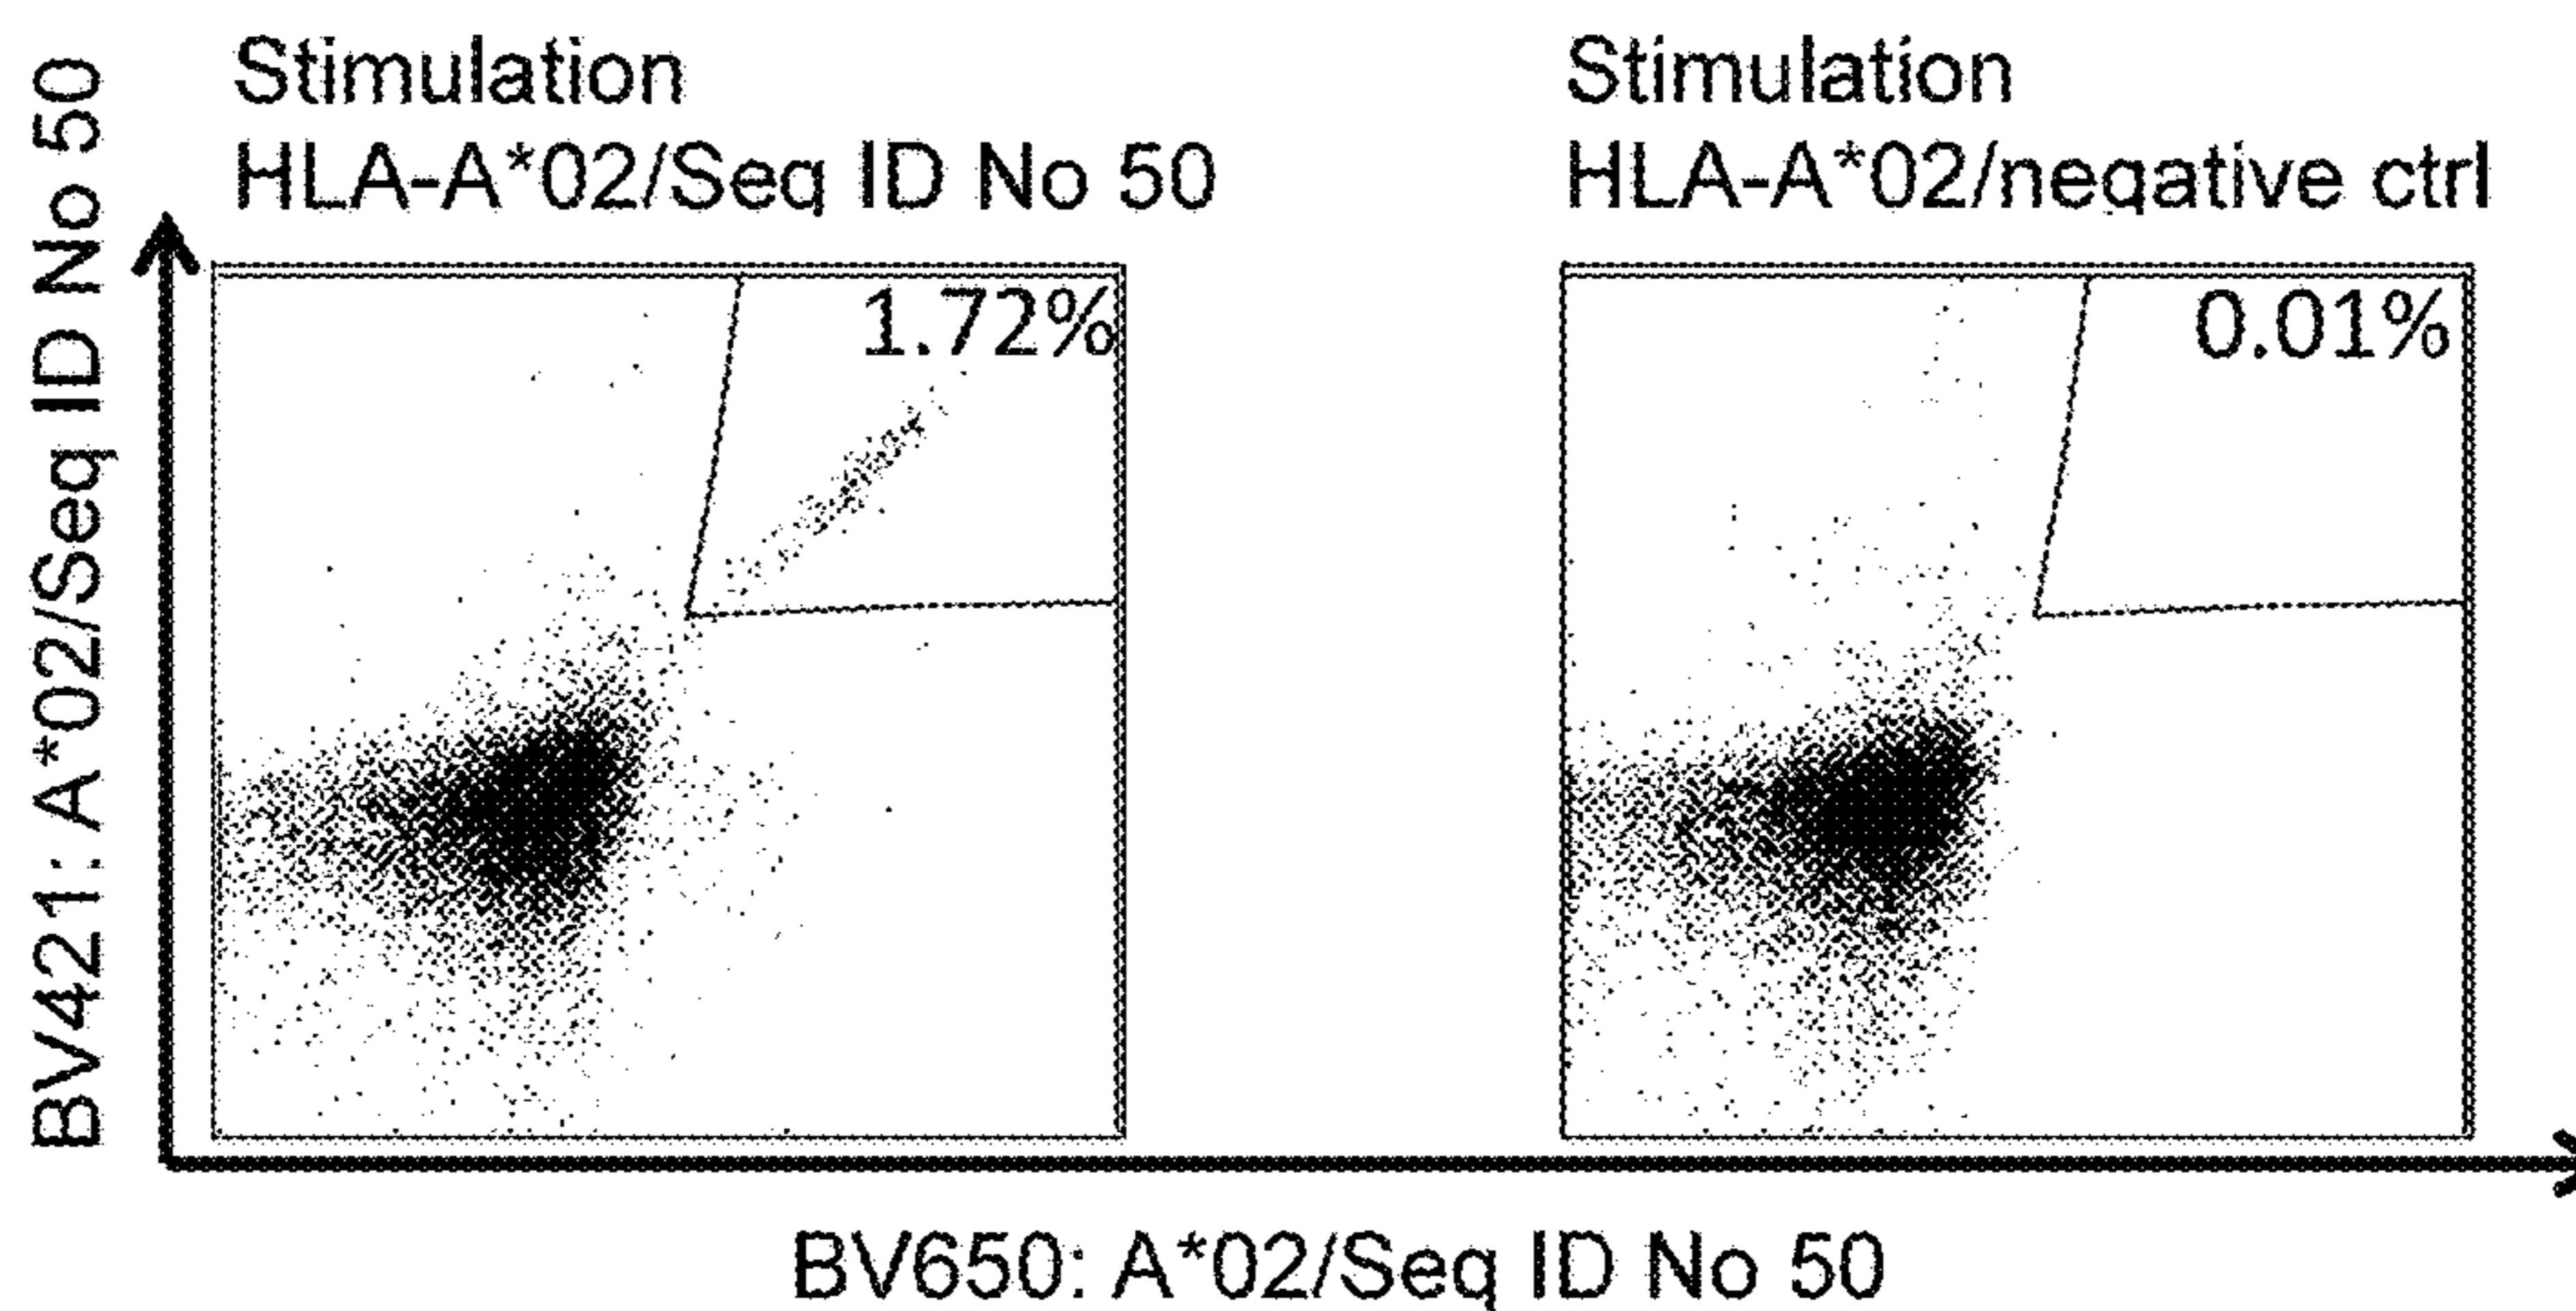 BV421: A*02/Seq ID No 50
Stimulation
HLA-A*02/Seq ID No 50
1.72%
Stimulation
HLA-A*02/negative ctrl
0.01%
BV650: A*02/Seq ID No 50